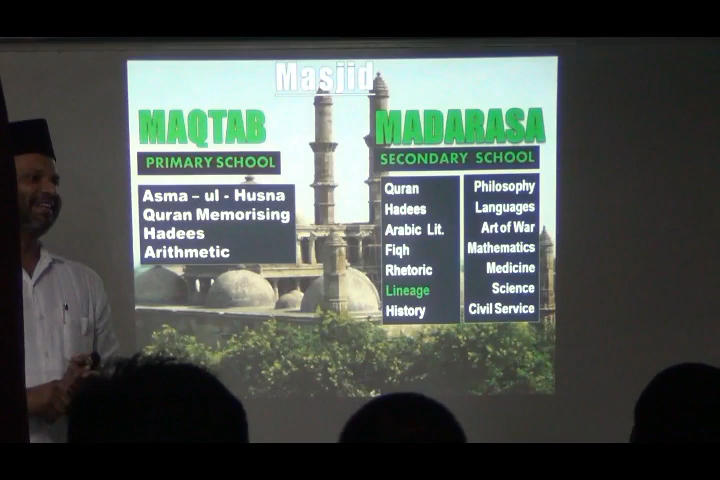 Masjid
MAQTAB
PRIMARY SCHOOL
Asma – ul - Husna
Quran Memorising
Hadees
Arithmetic
MADARASA
SECONDARY SCHOOL
Quran
Hadees
Arabic Lit.
Fiqh
Rhetoric
Lineage
History
Philosophy
Languages
Art of War
Mathematics
Medicine
Science
Civil Service